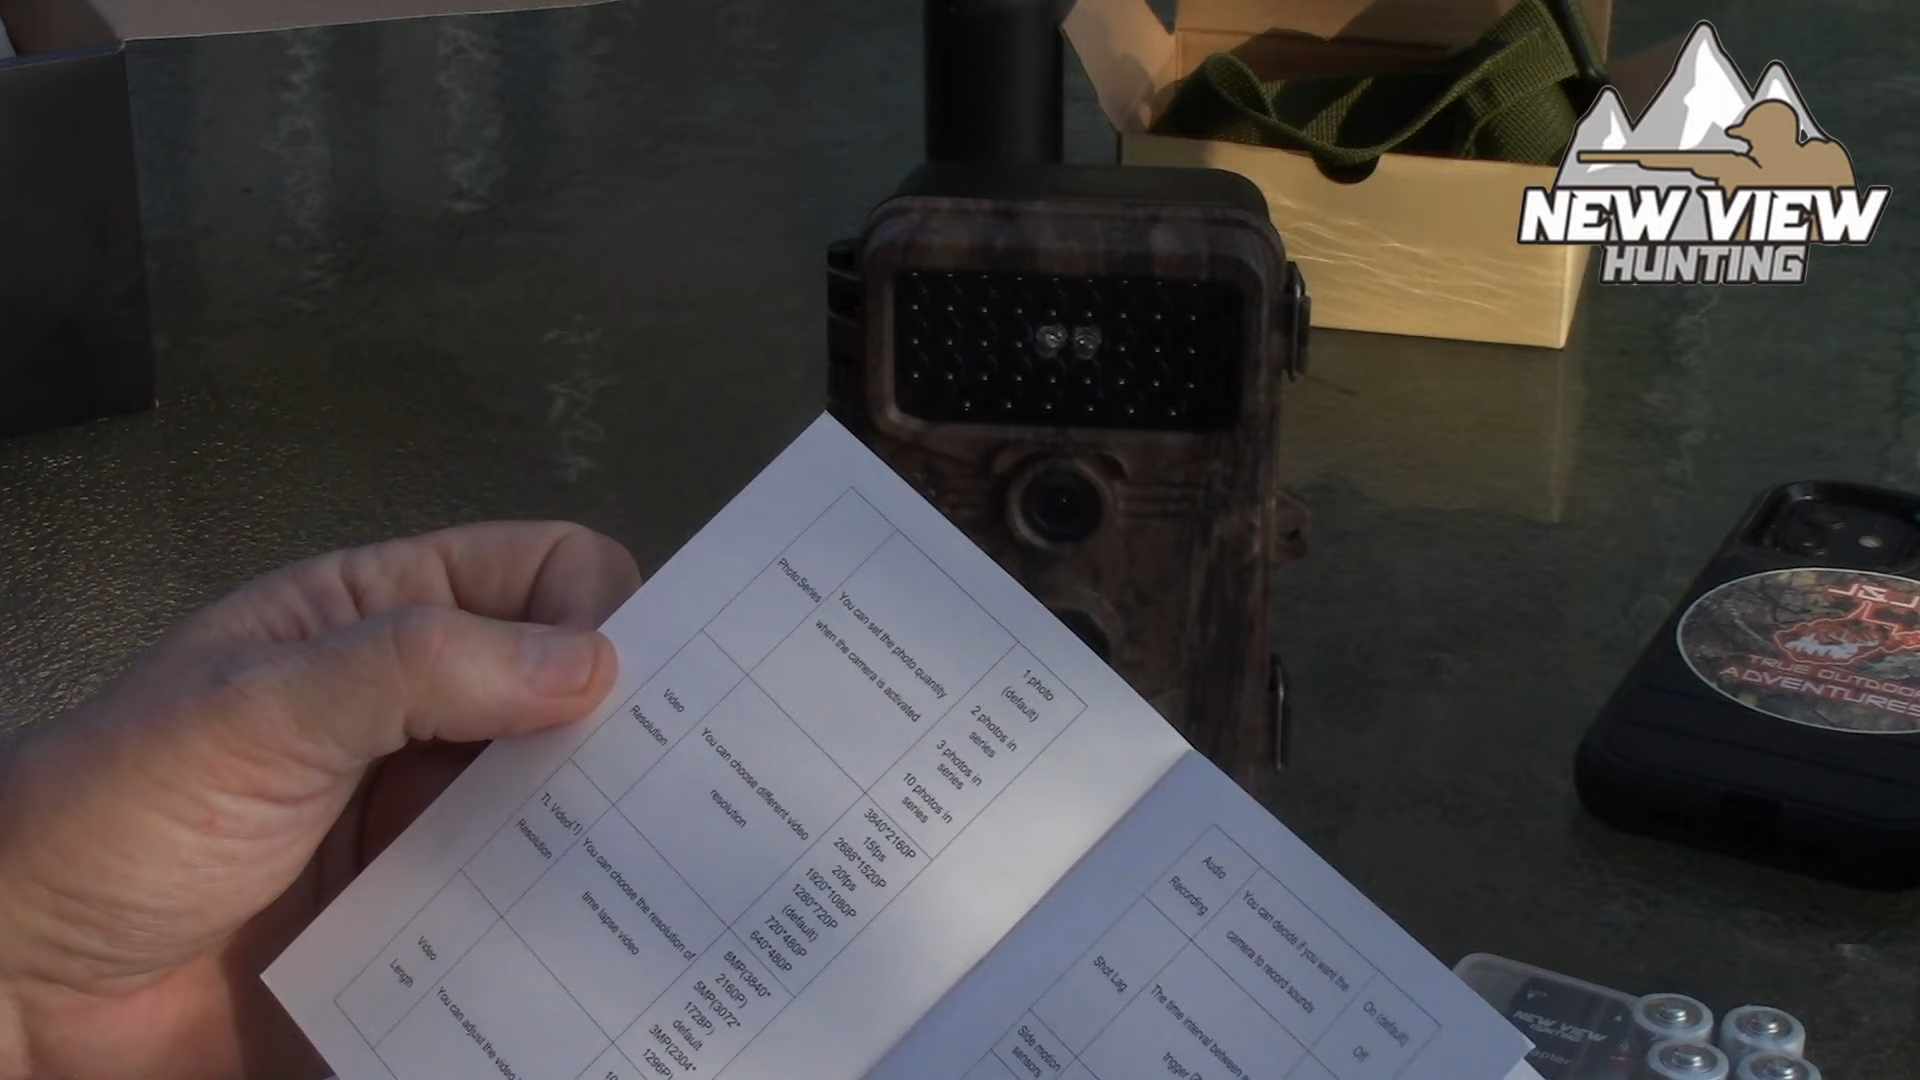 NEW VIEW
HUNTING
Photo Series
You can set the photo quantity
when the camera is activated
1 photo
(default)
2 photos in
series
3 photos in
series
10 photos in
series
Video
Resolution
You can choose different video
resolution
3840*2160P
15fps
2688*1520P
20fps
1920*1080P
1280*720P
(default)
720*480P
640*480P
TL Video(1)
Resolution
You can choose the resolution of
time lapse video
8MP(3840*
2160P)
5MP(3072*
1728P)
default
3MP(2304*
1296P)
Video
Length
You can adjust the video
Audio
Recording
You can decide if you want the
camera to record sounds
On (default)
Off
Shot Lag
The time interval between
trigger
Side motion
sensors
J&J
TRUE OUTDOOR
ADVENTURES
NEW VIEW
HUNTING